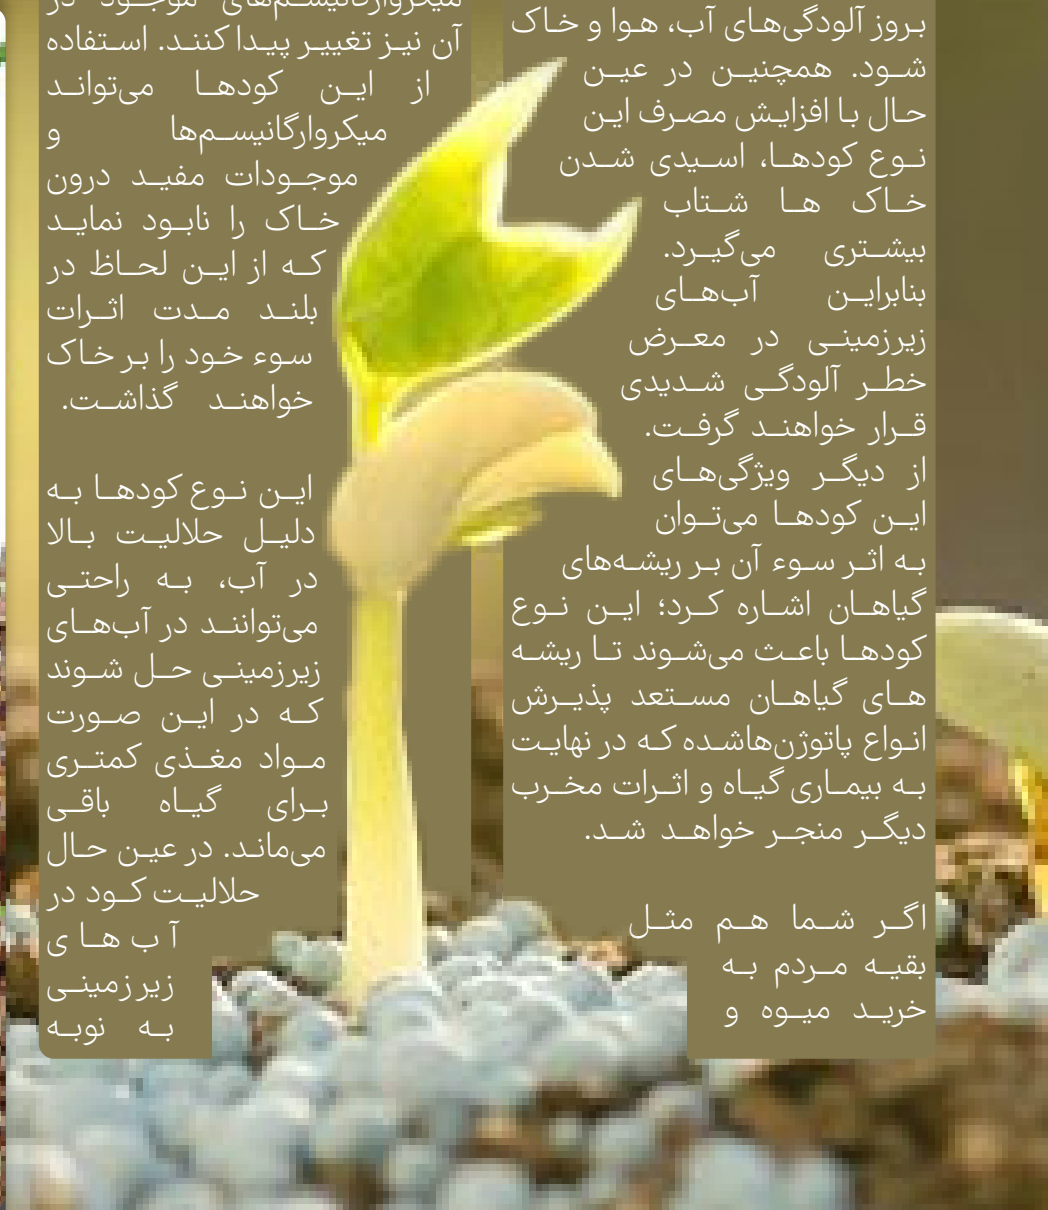 بروز آلودگی‌های آب، هوا و خاک
شود. همچنین در عین
حال با افزایش مصرف این
نوع کودها، اسیدی شدن
خاک ها شتاب
بیشتری می‌گیرد.
بنابراین آب‌های
زیرزمینی در معرض
خطر آلودگی شدیدی
قرار خواهند گرفت.
از دیگر ویژگی‌های
این کودها می‌توان
به اثر سوء آن بر ریشه‌های
گیاهان اشاره کرد؛ این نوع
کودها باعث می‌شوند تا ریشه
های گیاهان مستعد پذیرش
انواع پاتوژن‌هاشده که در نهایت
به بیماری گیاه و اثرات مخرب
دیگر منجر خواهد شد.
اگر شما هم مثل
بقیه مردم به
خرید میوه و
میکروارگانیسم‌های موجود در
آن نیز تغییر پیدا کنند. استفاده
از این کودها می‌تواند
میکروارگانیسم‌ها و
موجودات مفید درون
خاک را نابود نماید
که از این لحاظ در
بلند مدت اثرات
سوء خود را بر خاک
خواهند گذاشت.
این نوع کودها به
دلیل حلالیت بالا
در آب، به راحتی
می‌توانند در آب‌های
زیرزمینی حل شوند
که در این صورت
مواد مغذی کمتری
برای گیاه باقی
می‌ماند. در عین حال
حلالیت کود در
آب های
زیرزمینی
به نوبه